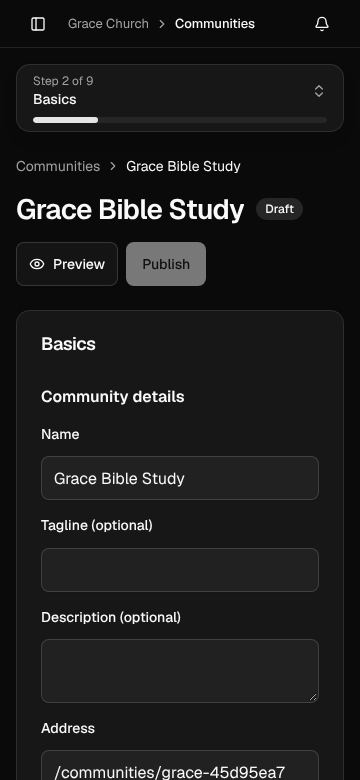 Grace Church > Communities
Step 2 of 9
Basics
Communities > Grace Bible Study
Grace Bible Study Draft
Preview Publish
Basics
Community details
Name
Grace Bible Study
Tagline (optional)
Description (optional)
Address
/communities/grace-45d95ea7